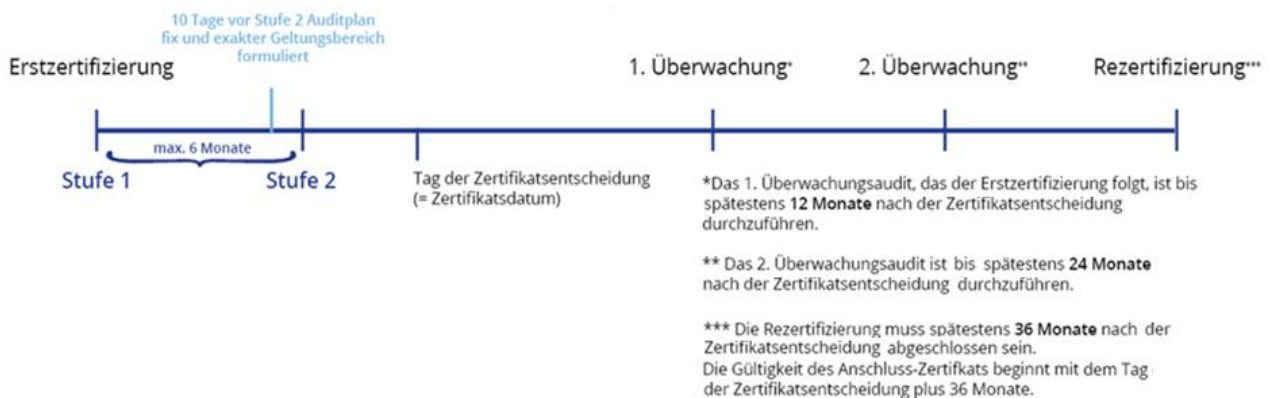 10 Tage vor Stufe 2 Auditplan
fix und exakter Geltungsbereich
formuliert
Erstzertifizierung
1. Überwachung*
2. Überwachung**
Rezertifizierung***
max. 6 Monate
Stufe 1
Stufe 2
Tag der Zertifikatsentscheidung
(= Zertifikatsdatum)
*Das 1. Überwachungsaudit, das der Erstzertifizierung folgt, ist bis
spätestens 12 Monate nach der Zertifikatsentscheidung
durchzuführen.
** Das 2. Überwachungsaudit ist bis spätestens 24 Monate
nach der Zertifikatsentscheidung durchzuführen.
*** Die Rezertifizierung muss spätestens 36 Monate nach der
Zertifikatsentscheidung abgeschlossen sein.
Die Gültigkeit des Anschluss-Zertifkats beginnt mit dem Tag
der Zertifikatsentscheidung plus 36 Monate.